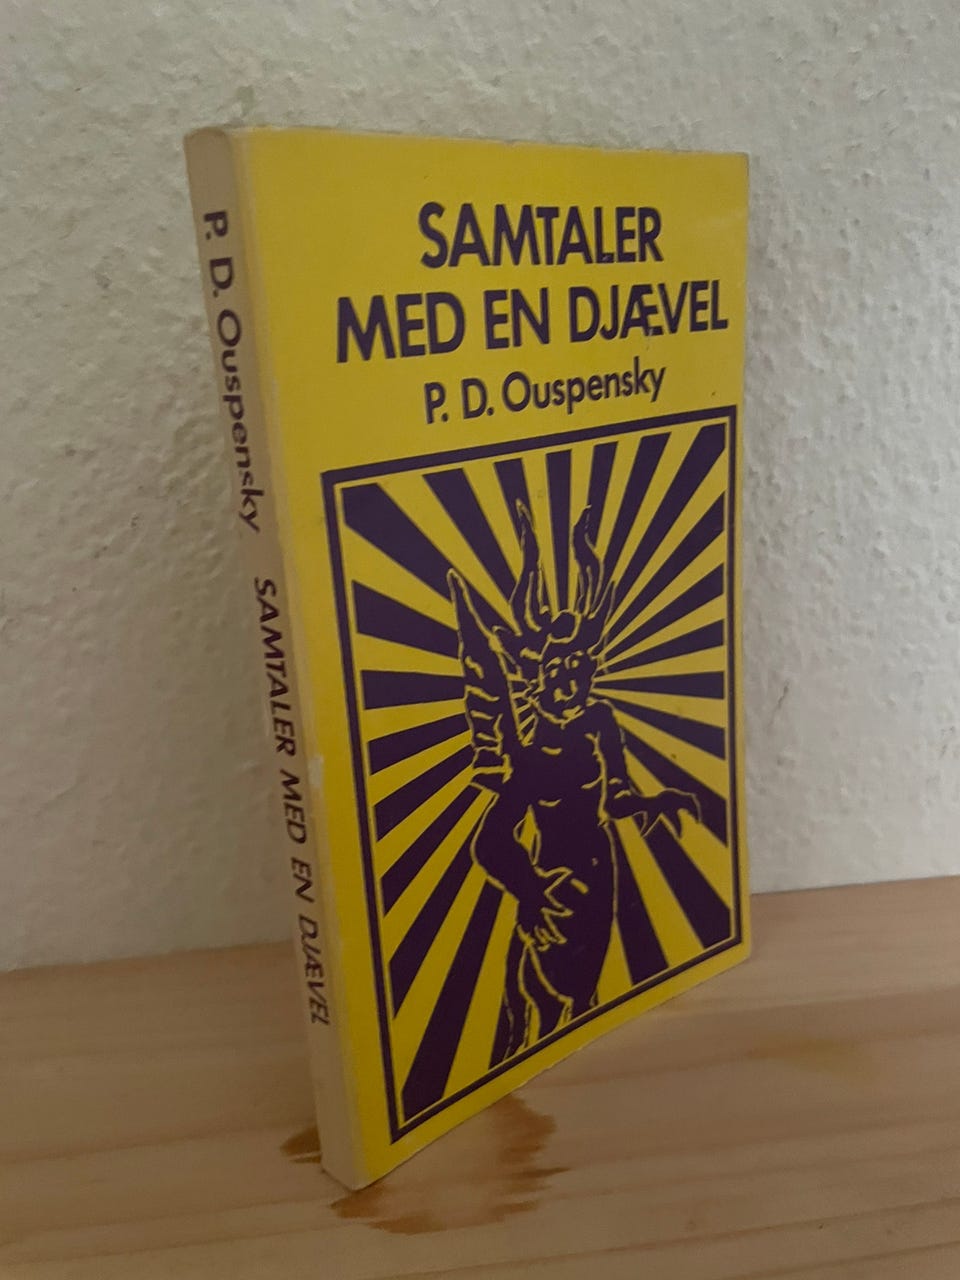 SAMTALER
MED EN DJÆVEL
P. D. Ouspensky
P. D. Ouspensky SAMTALER MED EN DJÆVEL